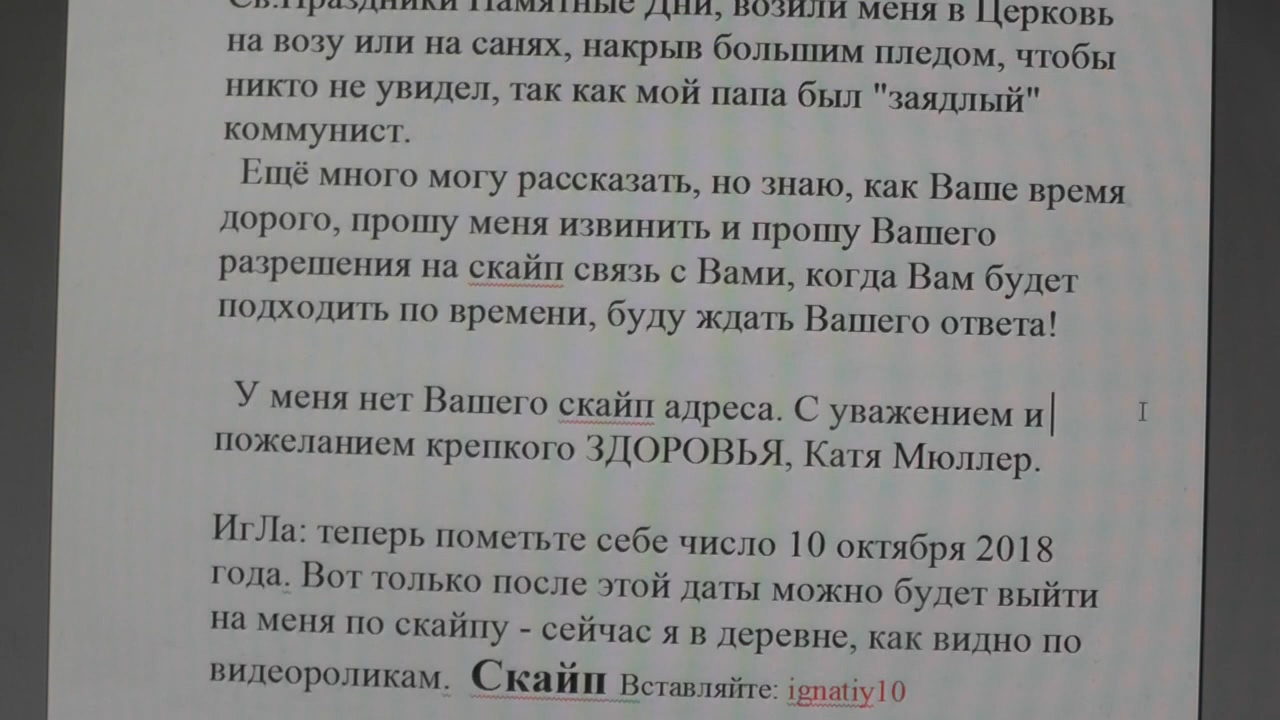 Св.Праздники Памятные Дни, возили меня в Церковь
на возу или на санях, накрыв большим пледом, чтобы
никто не увидел, так как мой папа был "заядлый"
коммунист.
Ещё много могу рассказать, но знаю, как Ваше время
дорого, прошу меня извинить и прошу Вашего
разрешения на скайп связь с Вами, когда Вам будет
подходить по времени, буду ждать Вашего ответа!
У меня нет Вашего скайп адреса. С уважением и
пожеланием крепкого ЗДОРОВЬЯ, Катя Мюллер.
ИгЛа: теперь пометьте себе число 10 октября 2018
года. Вот только после этой даты можно будет выйти
на меня по скайпу - сейчас я в деревне, как видно по
видеороликам. Скайп Вставляйте: ignatiy10